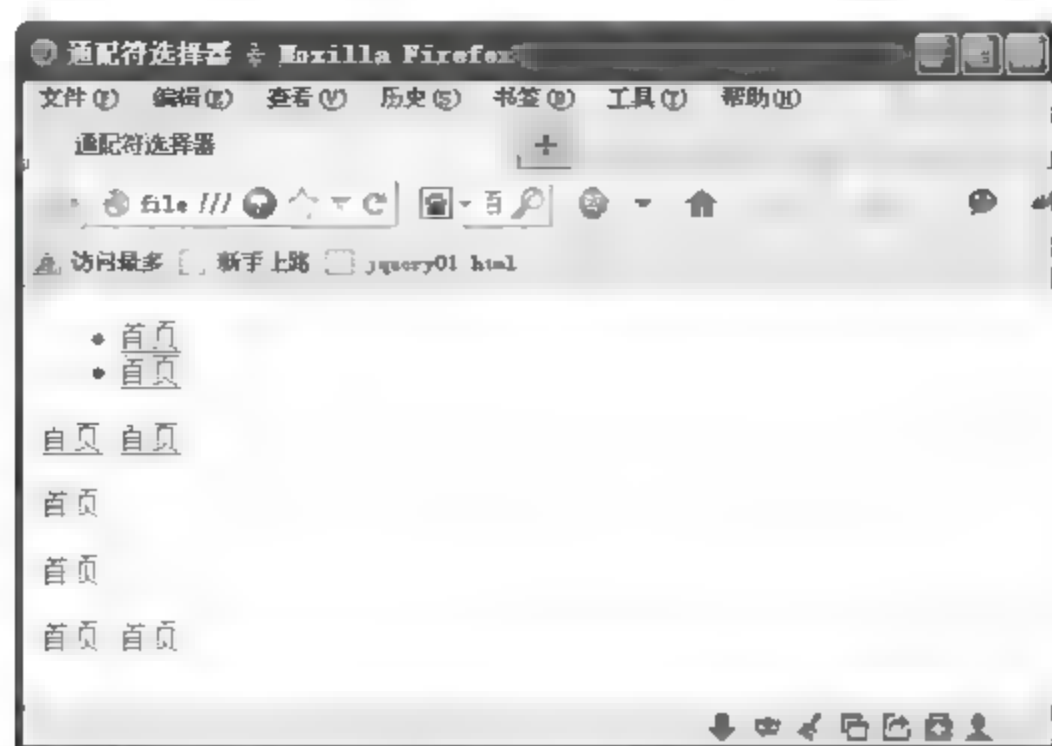 通配符选择器 - Mozilla Firefox
文件(F) 编辑(E) 查看(V) 历史(S) 书签(B) 工具(T) 帮助(H)
通配符选择器 +
file ///  百
访问最多 新手上路 jquery01 html
首页
首页
首页 首页
首页
首页
首页 首页